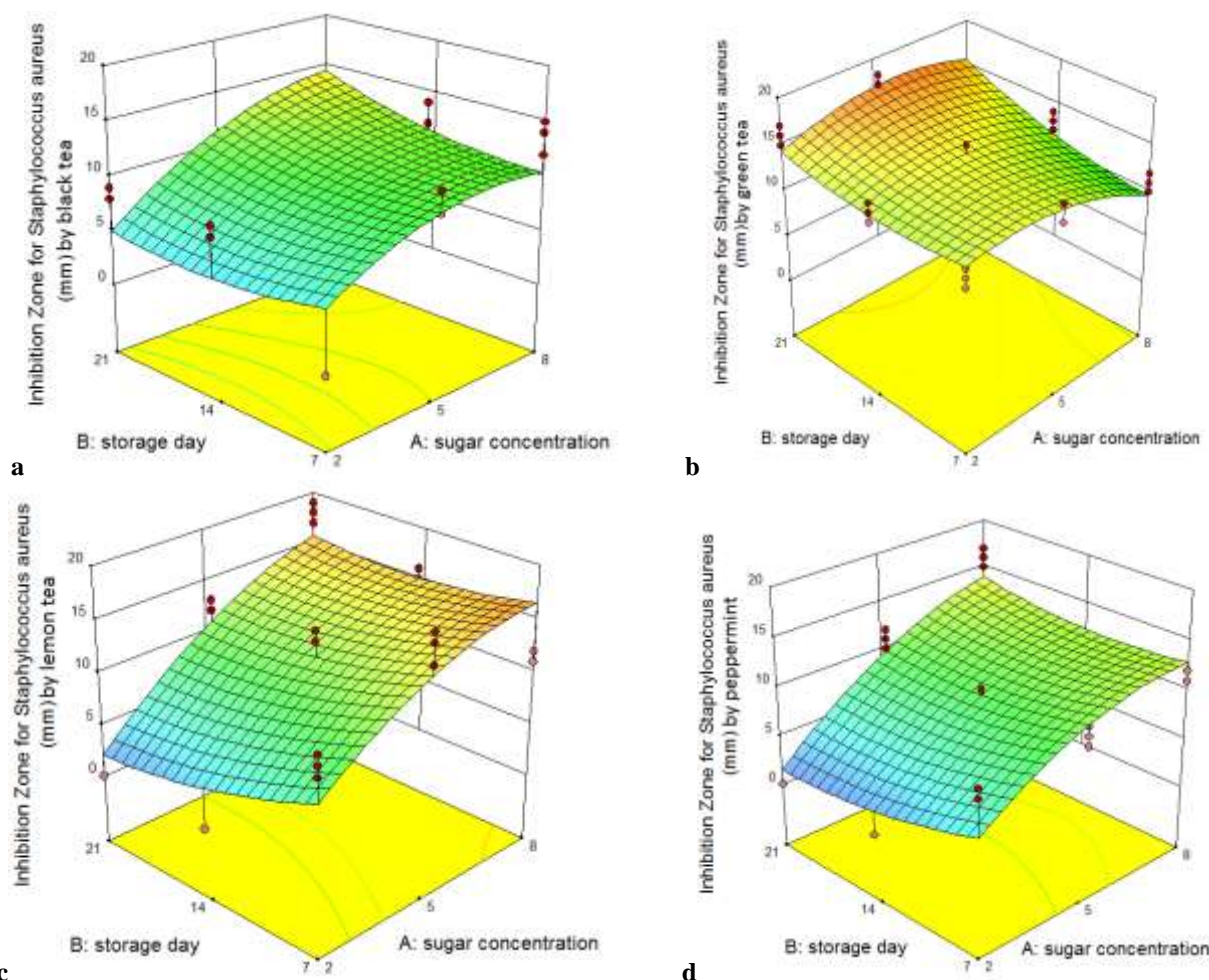 Inhibition Zone for Staphylococcus aureus
(mm) by black tea
20
15
10
5
0
21
14
7
2
5
8
B: storage day
A: sugar concentration
a
Inhibition Zone for Staphylococcus aureus
(mm)by green tea
20
15
10
5
0
21
14
7
2
5
8
B: storage day
A: sugar concentration
b
Inhibition Zone for Staphylococcus aureus
(mm) by lemon tea
20
15
10
5
0
21
14
7
2
5
8
B: storage day
A: sugar concentration
c
Inhibition Zone for Staphylococcus aureus
(mm) by peppermint
20
15
10
5
0
21
14
7
2
5
8
B: storage day
A: sugar concentration
d